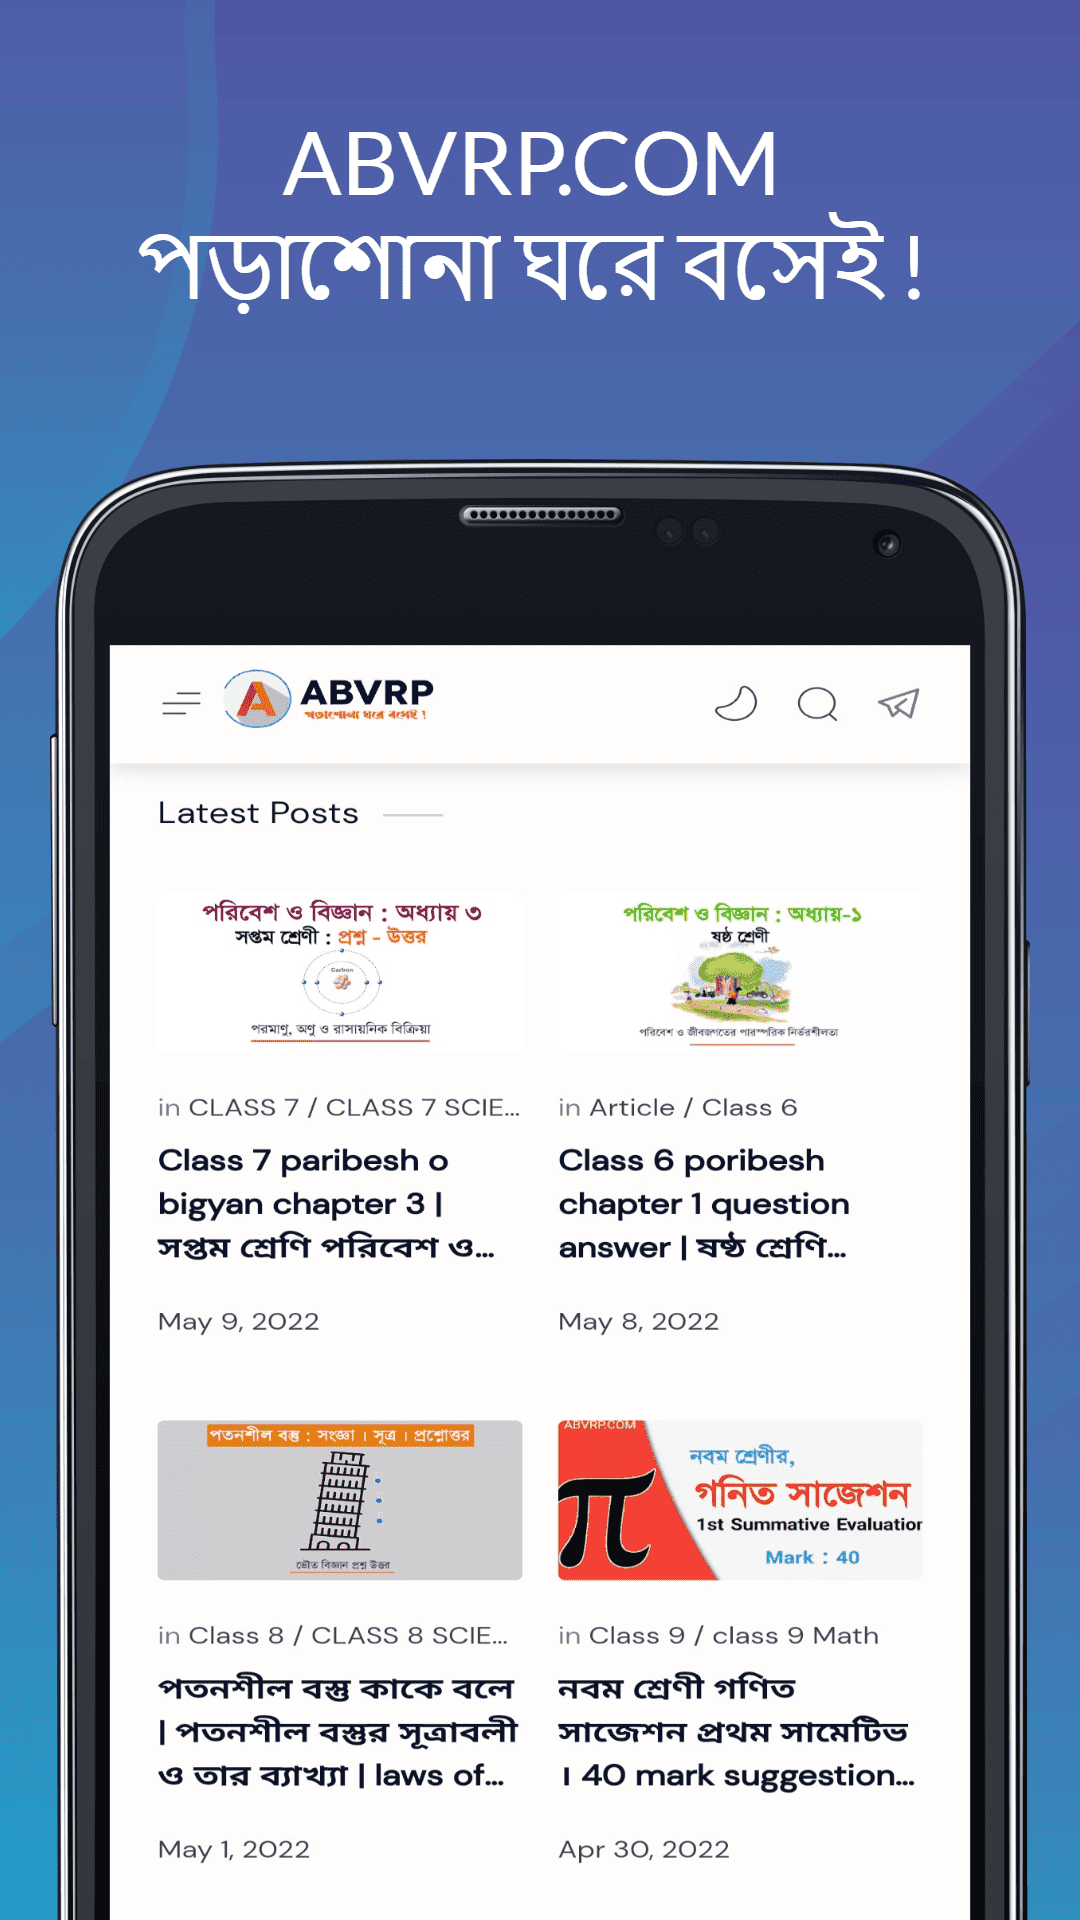 ABVRP.COM
পড়াশোনা ঘরে বসেই !
ABVRP
পড়াশোনা ঘরে বসেই !
Latest Posts
পরিবেশ ও বিজ্ঞান : অধ্যায় ৩
সপ্তম শ্রেণী : প্রশ্ন - উত্তর
Carbon
পরমাণু, অণু ও রাসায়নিক বিক্রিয়া
in CLASS 7 / CLASS 7 SCIE...
Class 7 paribesh o
bigyan chapter 3 |
সপ্তম শ্রেণি পরিবেশ ও...
May 9, 2022
পরিবেশ ও বিজ্ঞান : অধ্যায়-১
ষষ্ঠ শ্রেণী
পরিবেশ ও জীবজগতের পারস্পরিক নির্ভরশীলতা
in Article / Class 6
Class 6 poribesh
chapter 1 question
answer | ষষ্ঠ শ্রেণি...
May 8, 2022
পতনশীল বস্তু : সংজ্ঞা । সূত্র । প্রশ্নোত্তর
ভৌত বিজ্ঞান প্রশ্ন উত্তর
in Class 8 / CLASS 8 SCIE...
পতনশীল বস্তু কাকে বলে
| পতনশীল বস্তুর সূত্রাবলী
ও তার ব্যাখ্যা | laws of...
May 1, 2022
ABVRP.COM
নবম শ্রেণীর,
গনিত সাজেশন
1st Summative Evaluation
Mark : 40
π
in Class 9 / class 9 Math
নবম শ্রেণী গণিত
সাজেশন প্রথম সামেটিভ
। 40 mark suggestion...
Apr 30, 2022